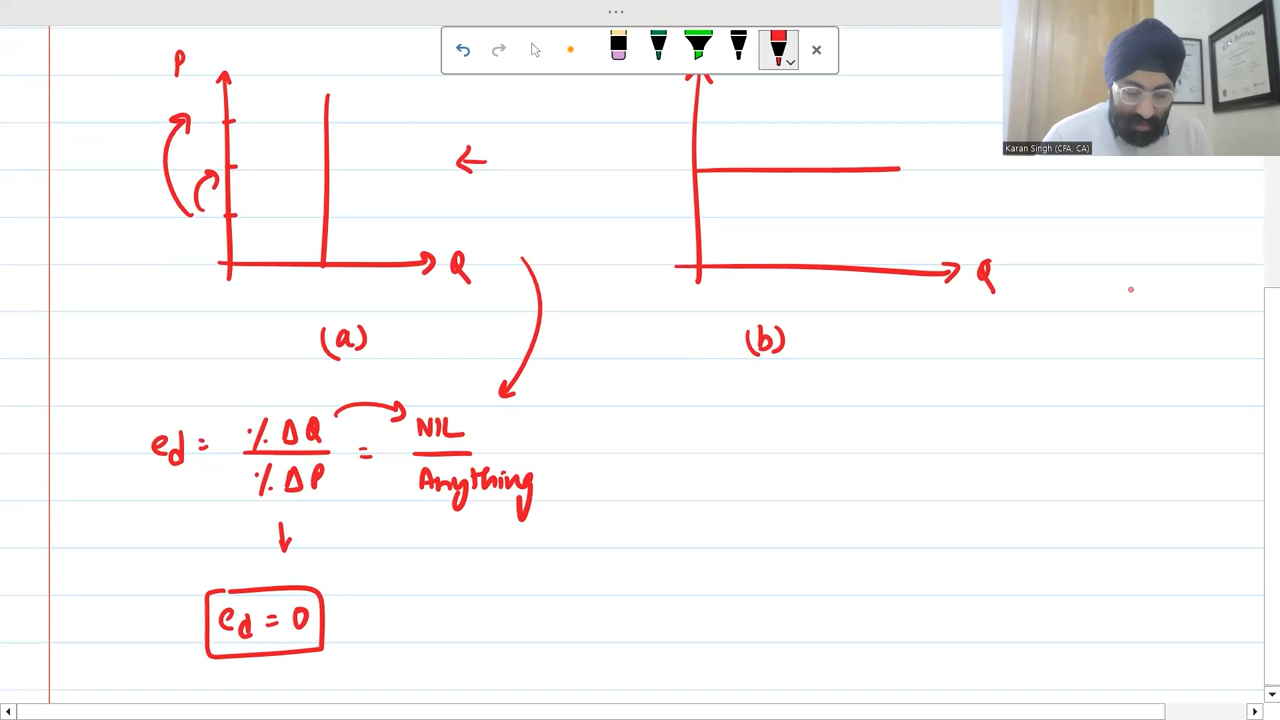 P
Q
Q
(a)
(b)
ed = %ΔQ / %ΔP = NIL / Anything
ed = 0
Karan Singh (CFA, CA)